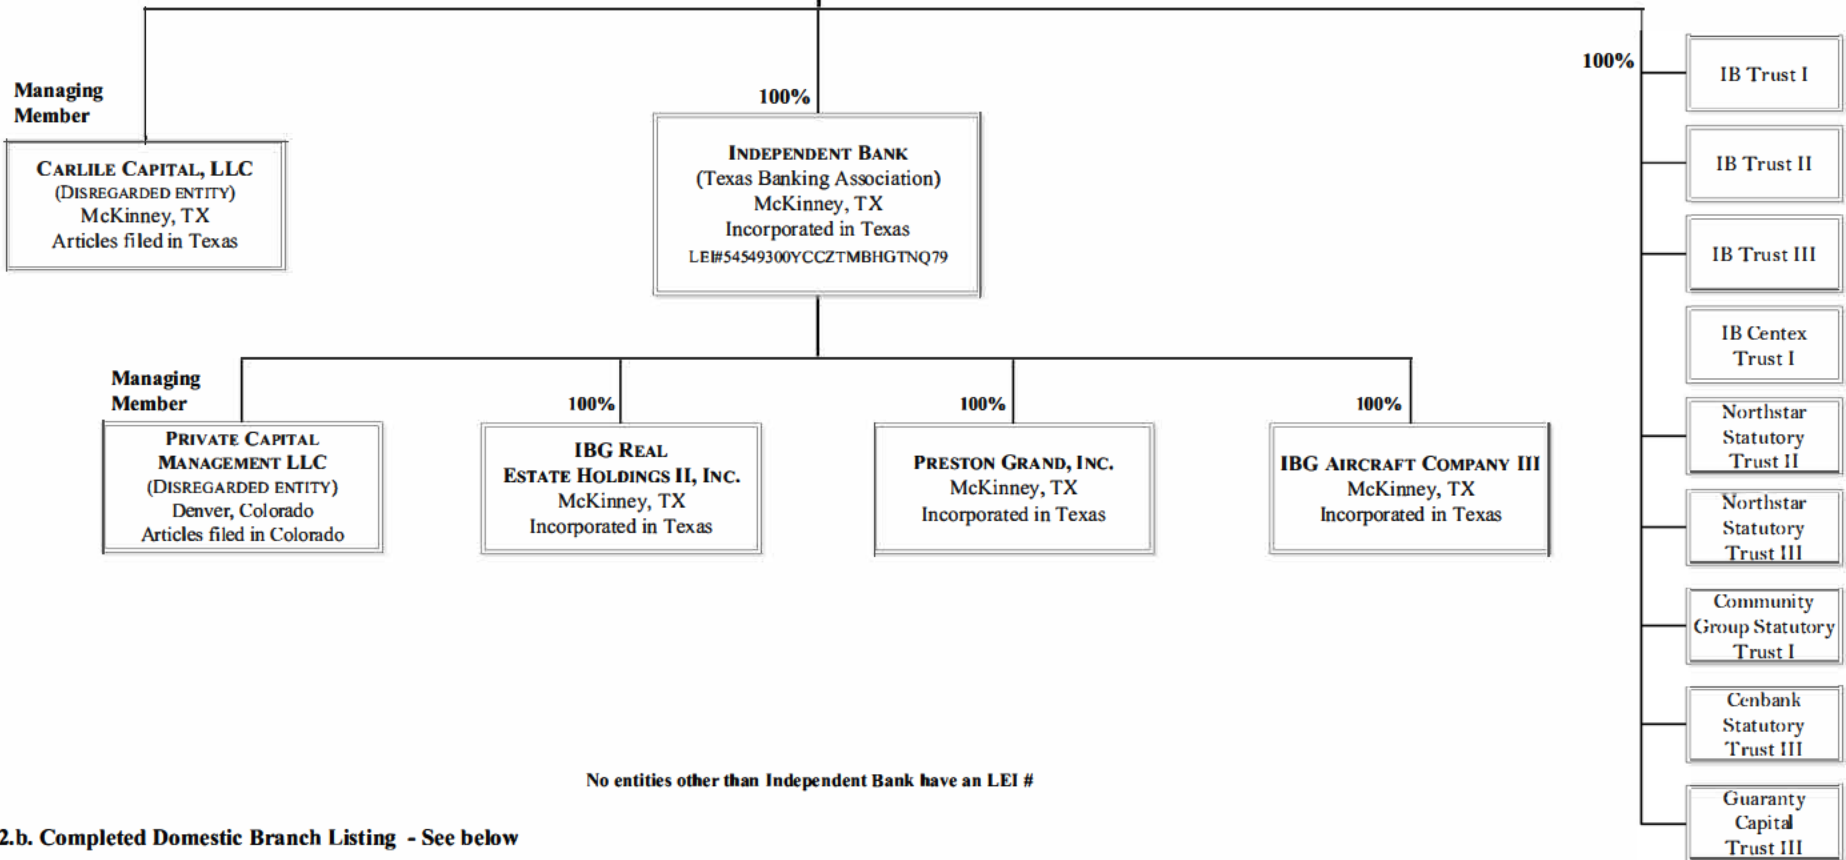 Managing
Member
CARLILE CAPITAL, LLC
(DISREGARDED ENTITY)
McKinney, TX
Articles filed in Texas
100%
INDEPENDENT BANK
(Texas Banking Association)
McKinney, TX
Incorporated in Texas
LEI#54549300YCCZTMBHGTNQ79
100%
IB Trust I
IB Trust II
IB Trust III
IB Centex
Trust I
Northstar
Statutory
Trust II
Northstar
Statutory
Trust III
Community
Group Statutory
Trust I
Cenbank
Statutory
Trust III
Guaranty
Capital
Trust III
Managing
Member
PRIVATE CAPITAL
MANAGEMENT LLC
(DISREGARDED ENTITY)
Denver, Colorado
Articles filed in Colorado
100%
IBG REAL
ESTATE HOLDINGS II, INC.
McKinney, TX
Incorporated in Texas
100%
PRESTON GRAND, INC.
McKinney, TX
Incorporated in Texas
100%
IBG AIRCRAFT COMPANY III
McKinney, TX
Incorporated in Texas
No entities other than Independent Bank have an LEI #
2.b. Completed Domestic Branch Listing - See below